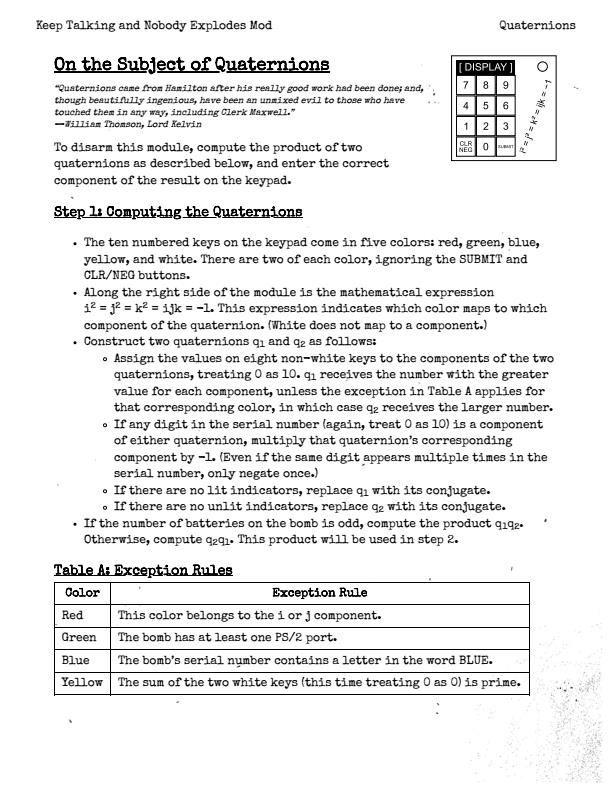 Keep Talking and Nobody Explodes Mod
Quaternions
On the Subject of Quaternions
"Quaternions came from Hamilton after his really good work had been done; and,
though beautifully ingenious, have been an unmixed evil to those who have
touched them in any way, including Clerk Maxwell."
—William Thomson, Lord Kelvin
[ DISPLAY ]
7 8 9
4 5 6
1 2 3
CLR NEG 0 SUBMIT
i² = j² = k² = ijk = -1
To disarm this module, compute the product of two
quaternions as described below, and enter the correct
component of the result on the keypad.
Step 1: Computing the Quaternions
• The ten numbered keys on the keypad come in five colors: red, green, blue,
yellow, and white. There are two of each color, ignoring the SUBMIT and
CLR/NEG buttons.
• Along the right side of the module is the mathematical expression
i² = j² = k² = ijk = -1. This expression indicates which color maps to which
component of the quaternion. (White does not map to a component.)
• Construct two quaternions q₁ and q₂ as follows:
◦ Assign the values on eight non-white keys to the components of the two
quaternions, treating 0 as 10. q₁ receives the number with the greater
value for each component, unless the exception in Table A applies for
that corresponding color, in which case q₂ receives the larger number.
◦ If any digit in the serial number (again, treat 0 as 10) is a component
of either quaternion, multiply that quaternion's corresponding
component by -1. (Even if the same digit appears multiple times in the
serial number, only negate once.)
◦ If there are no lit indicators, replace q₁ with its conjugate.
◦ If there are no unlit indicators, replace q₂ with its conjugate.
• If the number of batteries on the bomb is odd, compute the product q₁q₂.
Otherwise, compute q₂q₁. This product will be used in step 2.
Table A: Exception Rules
Color Exception Rule
Red This color belongs to the i or j component.
Green The bomb has at least one PS/2 port.
Blue The bomb's serial number contains a letter in the word BLUE.
Yellow The sum of the two white keys (this time treating 0 as 0) is prime.